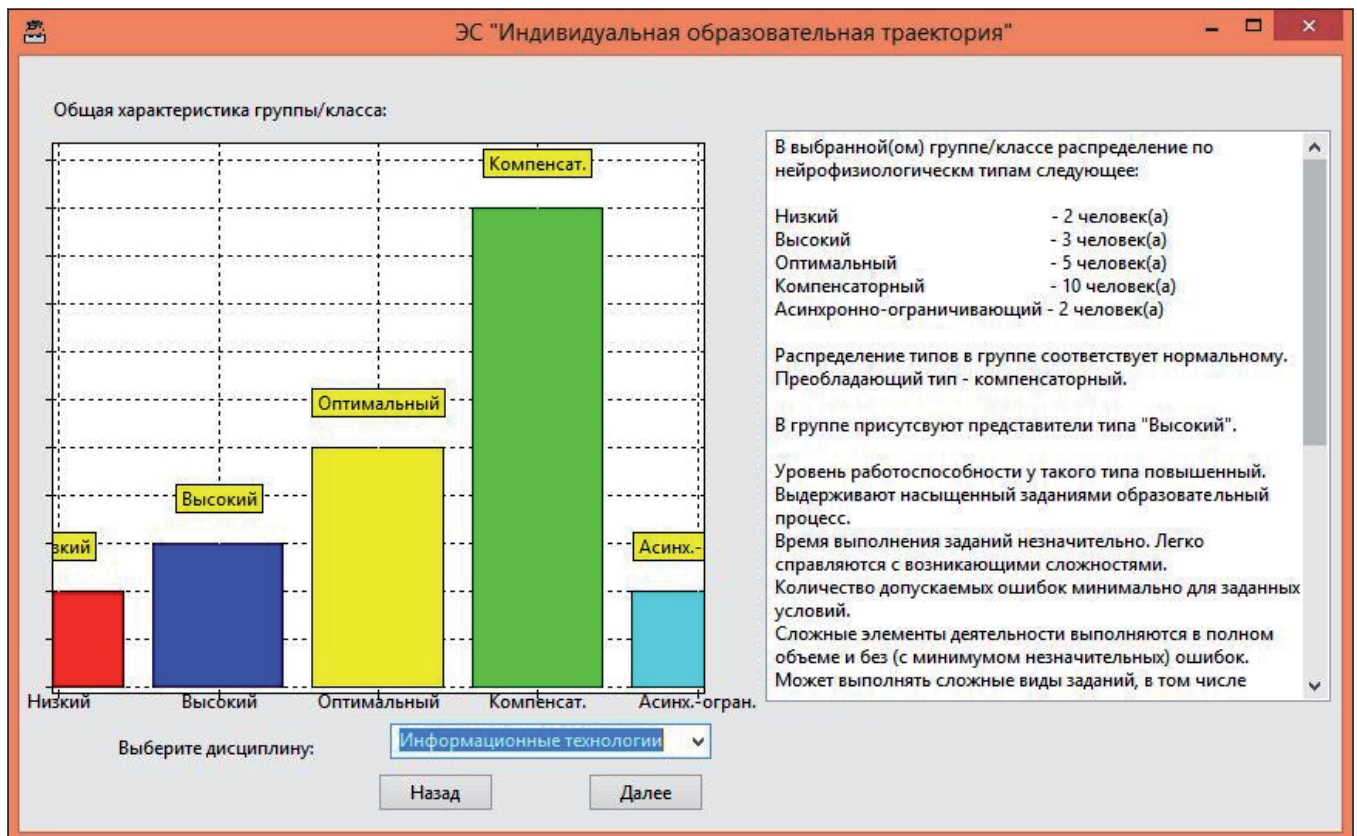 ЭС "Индивидуальная образовательная траектория"
Общая характеристика группы/класса:
Компенсат.
Оптимальный
Высокий
зкий
Асинх.-
Низкий Высокий Оптимальный Компенсат. Асинх.-огран.
В выбранной(ом) группе/классе распределение по
нейрофизиологическм типам следующее:
Низкий - 2 человек(а)
Высокий - 3 человек(а)
Оптимальный - 5 человек(а)
Компенсаторный - 10 человек(а)
Асинхронно-ограничивающий - 2 человек(а)
Распределение типов в группе соответствует нормальному.
Преобладающий тип - компенсаторный.
В группе присутсвуют представители типа "Высокий".
Уровень работоспособности у такого типа повышенный.
Выдерживают насыщенный заданиями образовательный
процесс.
Время выполнения заданий незначительно. Легко
справляются с возникающими сложностями.
Количество допускаемых ошибок минимально для заданных
условий.
Сложные элементы деятельности выполняются в полном
объеме и без (с минимумом незначительных) ошибок.
Может выполнять сложные виды заданий, в том числе
Выберите дисциплину: Информационные технологии
Назад Далее